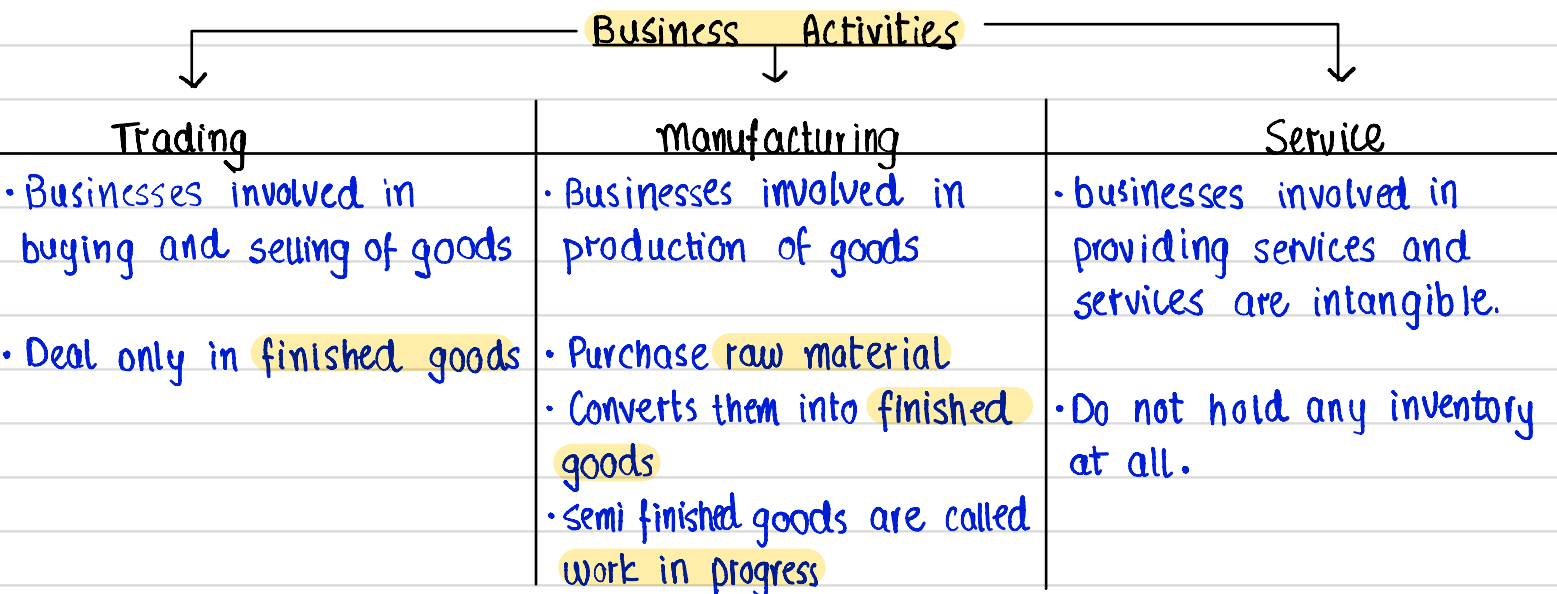 Business Activities
Trading
• Businesses involved in
buying and selling of goods
• Deal only in finished goods
Manufacturing
• Businesses involved in
production of goods
• Purchase raw material
• Converts them into finished
goods
• semi finished goods are called
work in progress
Service
• businesses involved in
providing services and
services are intangible.
• Do not hold any inventory
at all.